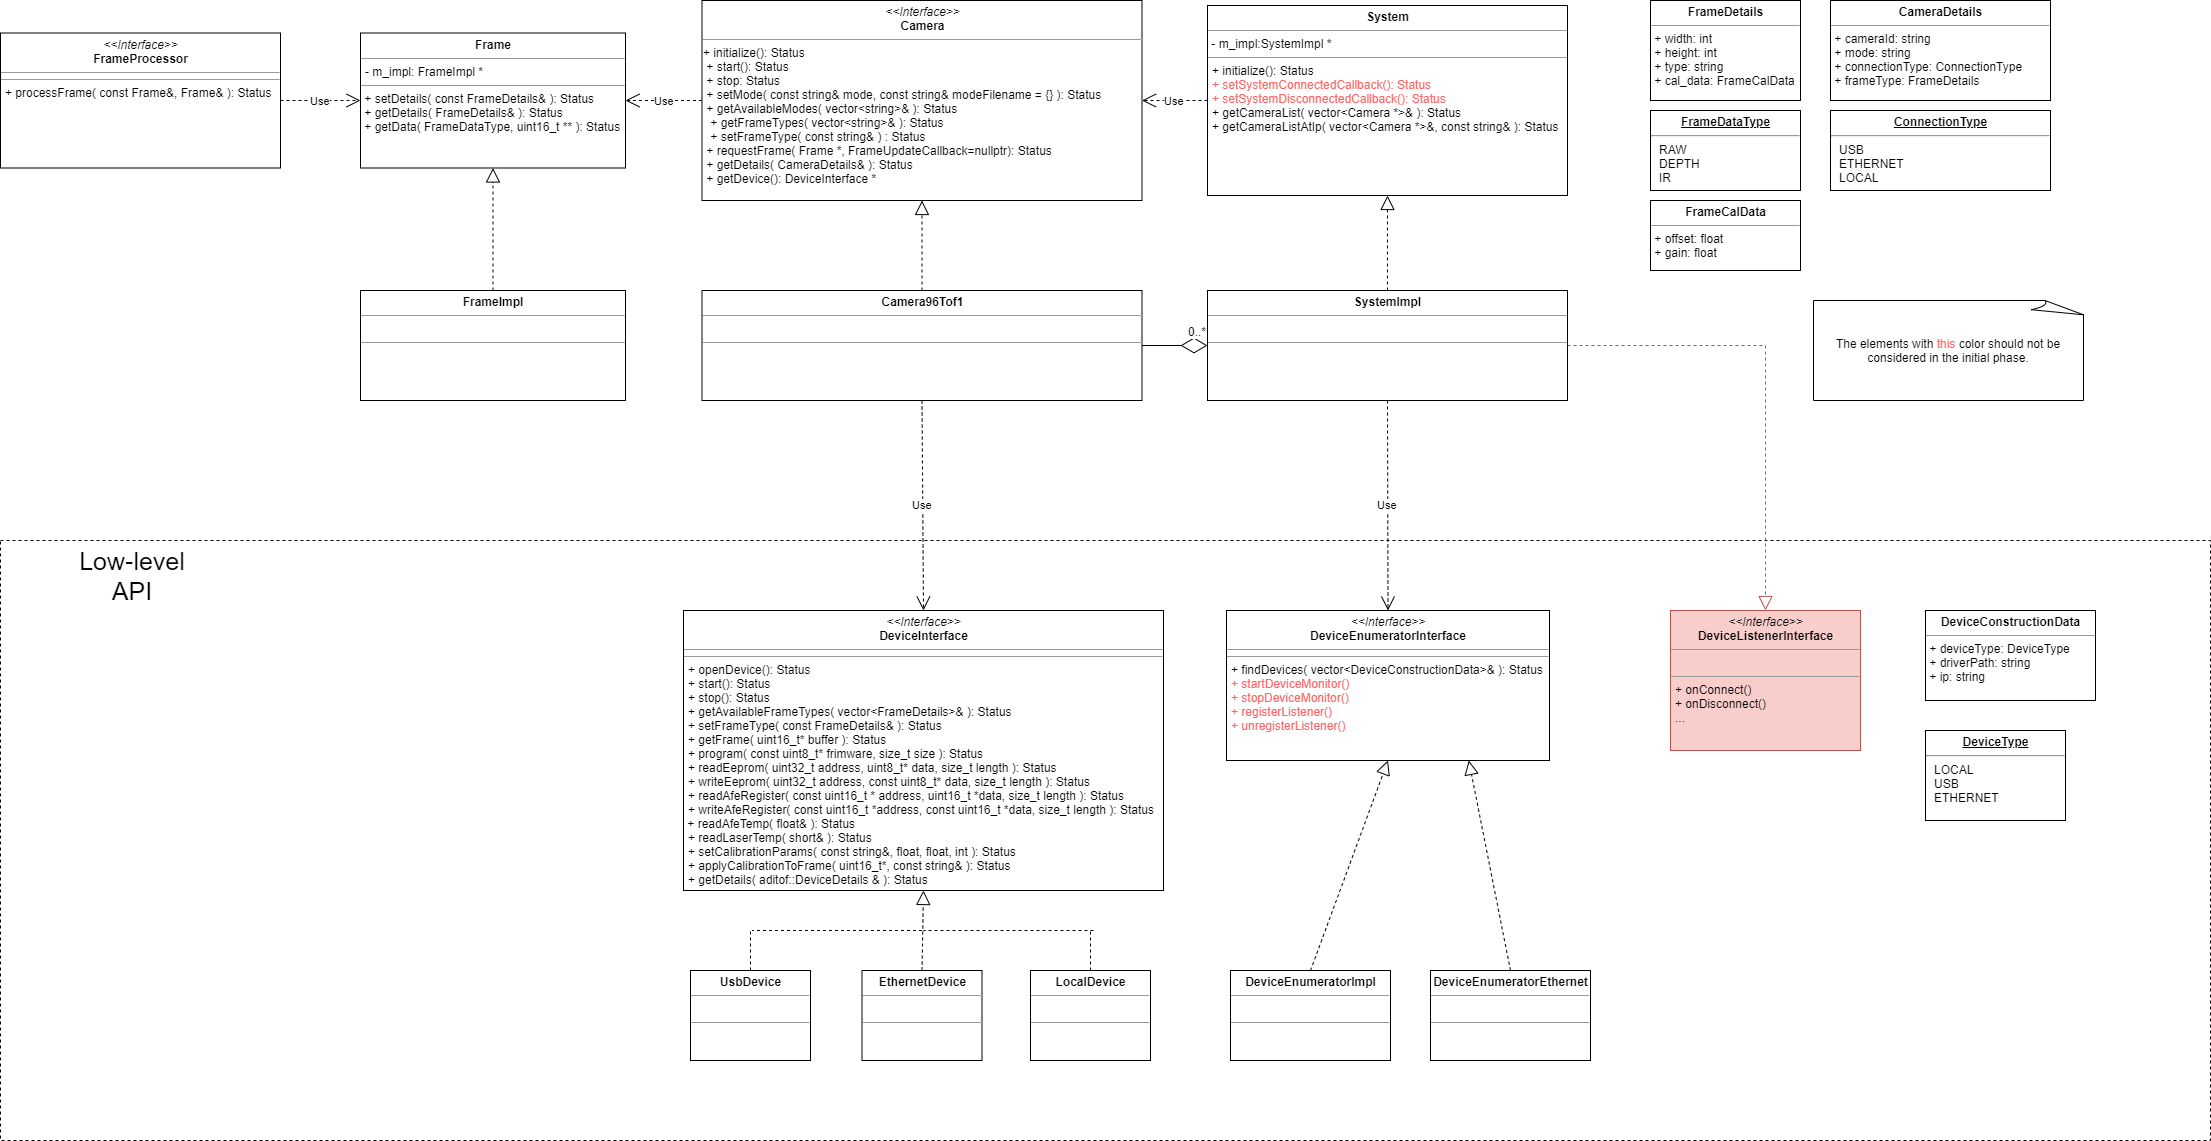 <<Interface>>
FrameProcessor
+ processFrame( const Frame&, Frame& ): Status
Use
Frame
- m_impl: FrameImpl *
+ setDetails( const FrameDetails& ): Status
+ getDetails( FrameDetails& ): Status
+ getData( FrameDataType, uint16_t ** ): Status
Use
<<Interface>>
Camera
+ initialize(): Status
+ start(): Status
+ stop: Status
+ setMode( const string& mode, const string& modeFilename = {} ): Status
+ getAvailableModes( vector<string>& ): Status
+ getFrameTypes( vector<string>& ): Status
+ setFrameType( const string& ) : Status
+ requestFrame( Frame *, FrameUpdateCallback=nullptr): Status
+ getDetails( CameraDetails& ): Status
+ getDevice(): DeviceInterface *
Use
System
- m_impl:SystemImpl *
+ initialize(): Status
+ setSystemConnectedCallback(): Status
+ setSystemDisconnectedCallback(): Status
+ getCameraList( vector<Camera *>& ): Status
+ getCameraListAtIp( vector<Camera *>&, const string& ): Status
FrameDetails
+ width: int
+ height: int
+ type: string
+ cal_data: FrameCalData
CameraDetails
+ cameraId: string
+ mode: string
+ connectionType: ConnectionType
+ frameType: FrameDetails
FrameDataType
RAW
DEPTH
IR
ConnectionType
USB
ETHERNET
LOCAL
FrameCalData
+ offset: float
+ gain: float
FrameImpl
Camera96Tof1
0..*
SystemImpl
The elements with this color should not be
considered in the initial phase.
Use
Use
Low-level
API
<<Interface>>
DeviceInterface
+ openDevice(): Status
+ start(): Status
+ stop(): Status
+ getAvailableFrameTypes( vector<FrameDetails>& ): Status
+ setFrameType( const FrameDetails& ): Status
+ getFrame( uint16_t* buffer ): Status
+ program( const uint8_t* frimware, size_t size ): Status
+ readEeprom( uint32_t address, uint8_t* data, size_t length ): Status
+ writeEeprom( uint32_t address, const uint8_t* data, size_t length ): Status
+ readAfeRegister( const uint16_t * address, uint16_t *data, size_t length ): Status
+ writeAfeRegister( const uint16_t *address, const uint16_t *data, size_t length ): Status
+ readAfeTemp( float& ): Status
+ readLaserTemp( short& ): Status
+ setCalibrationParams( const string&, float, float, int ): Status
+ applyCalibrationToFrame( uint16_t*, const string& ): Status
+ getDetails( aditof::DeviceDetails & ): Status
<<Interface>>
DeviceEnumeratorInterface
+ findDevices( vector<DeviceConstructionData>& ): Status
+ startDeviceMonitor()
+ stopDeviceMonitor()
+ registerListener()
+ unregisterListener()
<<Interface>>
DeviceListenerInterface
+ onConnect()
+ onDisconnect()
...
DeviceConstructionData
+ deviceType: DeviceType
+ driverPath: string
+ ip: string
DeviceType
LOCAL
USB
ETHERNET
UsbDevice
EthernetDevice
LocalDevice
DeviceEnumeratorImpl
DeviceEnumeratorEthernet